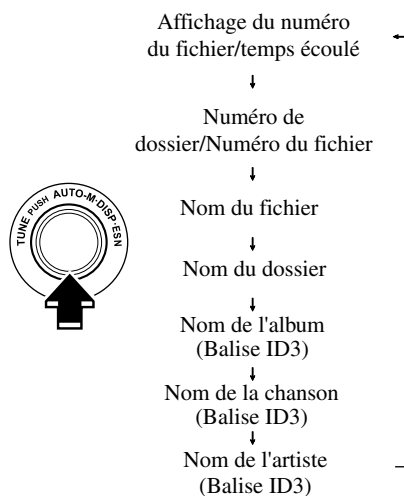 Affichage du numéro
du fichier/temps écoulé
Numéro de
dossier/Numéro du fichier
TUNE PUSH AUTO-M·DISP·ESN
Nom du fichier
Nom du dossier
Nom de l'album
(Balise ID3)
Nom de la chanson
(Balise ID3)
Nom de l'artiste
(Balise ID3)